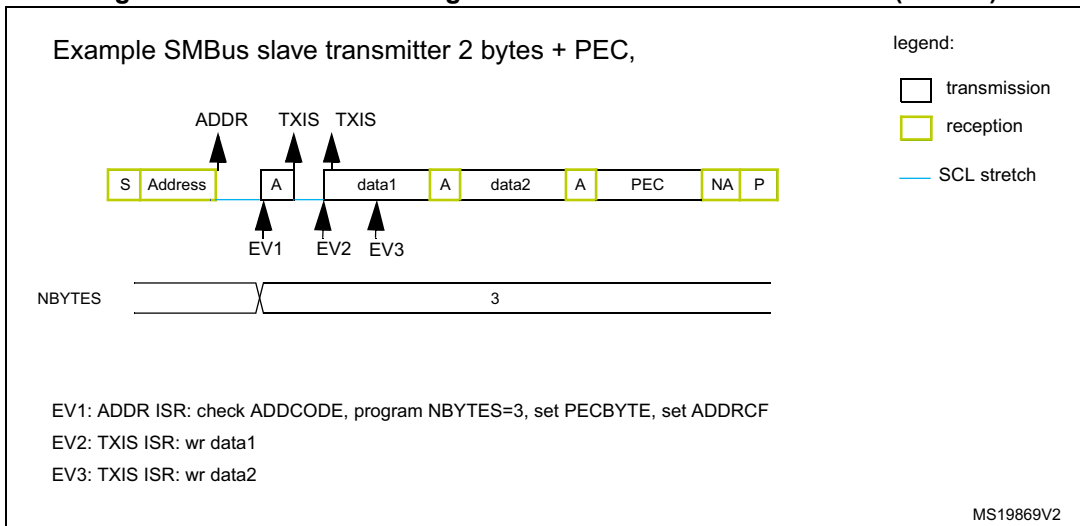 Example SMBus slave transmitter 2 bytes + PEC,
legend:
transmission
reception
SCL stretch
ADDR TXIS TXIS
S Address A data1 A data2 A PEC NA P
EV1 EV2 EV3
NBYTES 3
EV1: ADDR ISR: check ADDCODE, program NBYTES=3, set PECBYTE, set ADDRCF
EV2: TXIS ISR: wr data1
EV3: TXIS ISR: wr data2
MS19869V2